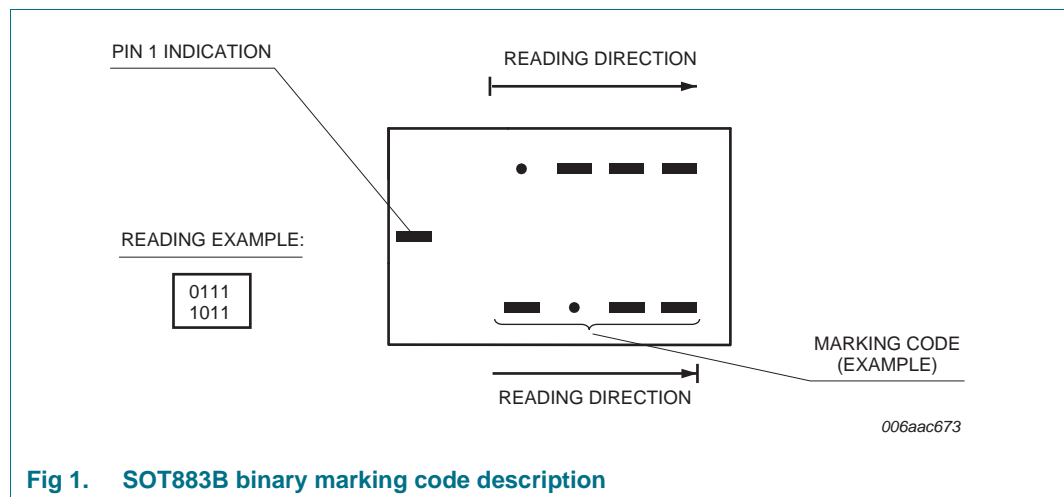 PIN 1 INDICATION
READING DIRECTION
READING EXAMPLE:
0111
1011
MARKING CODE
(EXAMPLE)
READING DIRECTION
006aac673
Fig 1. SOT883B binary marking code description